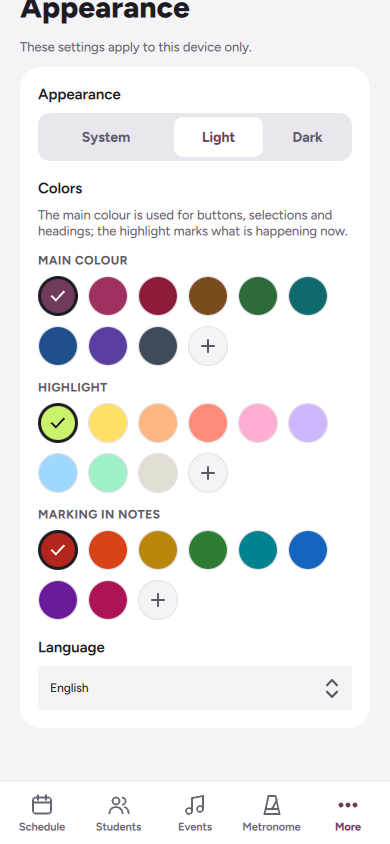 Appearance
These settings apply to this device only.
Appearance
System Light Dark
Colors
The main colour is used for buttons, selections and
headings; the highlight marks what is happening now.
MAIN COLOUR
HIGHLIGHT
MARKING IN NOTES
Language
English
Schedule Students Events Metronome More